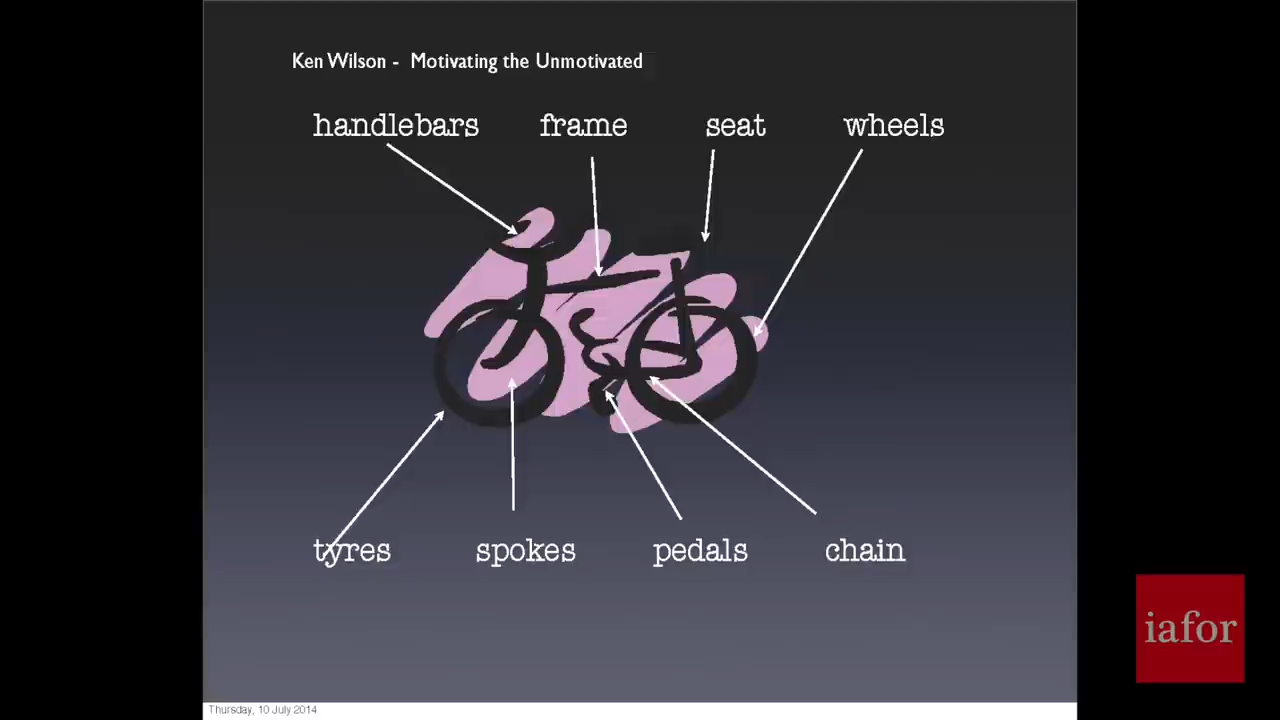 Ken Wilson - Motivating the Unmotivated
handlebars frame seat wheels
tyres spokes pedals chain
iafor
Thursday, 10 July 2014